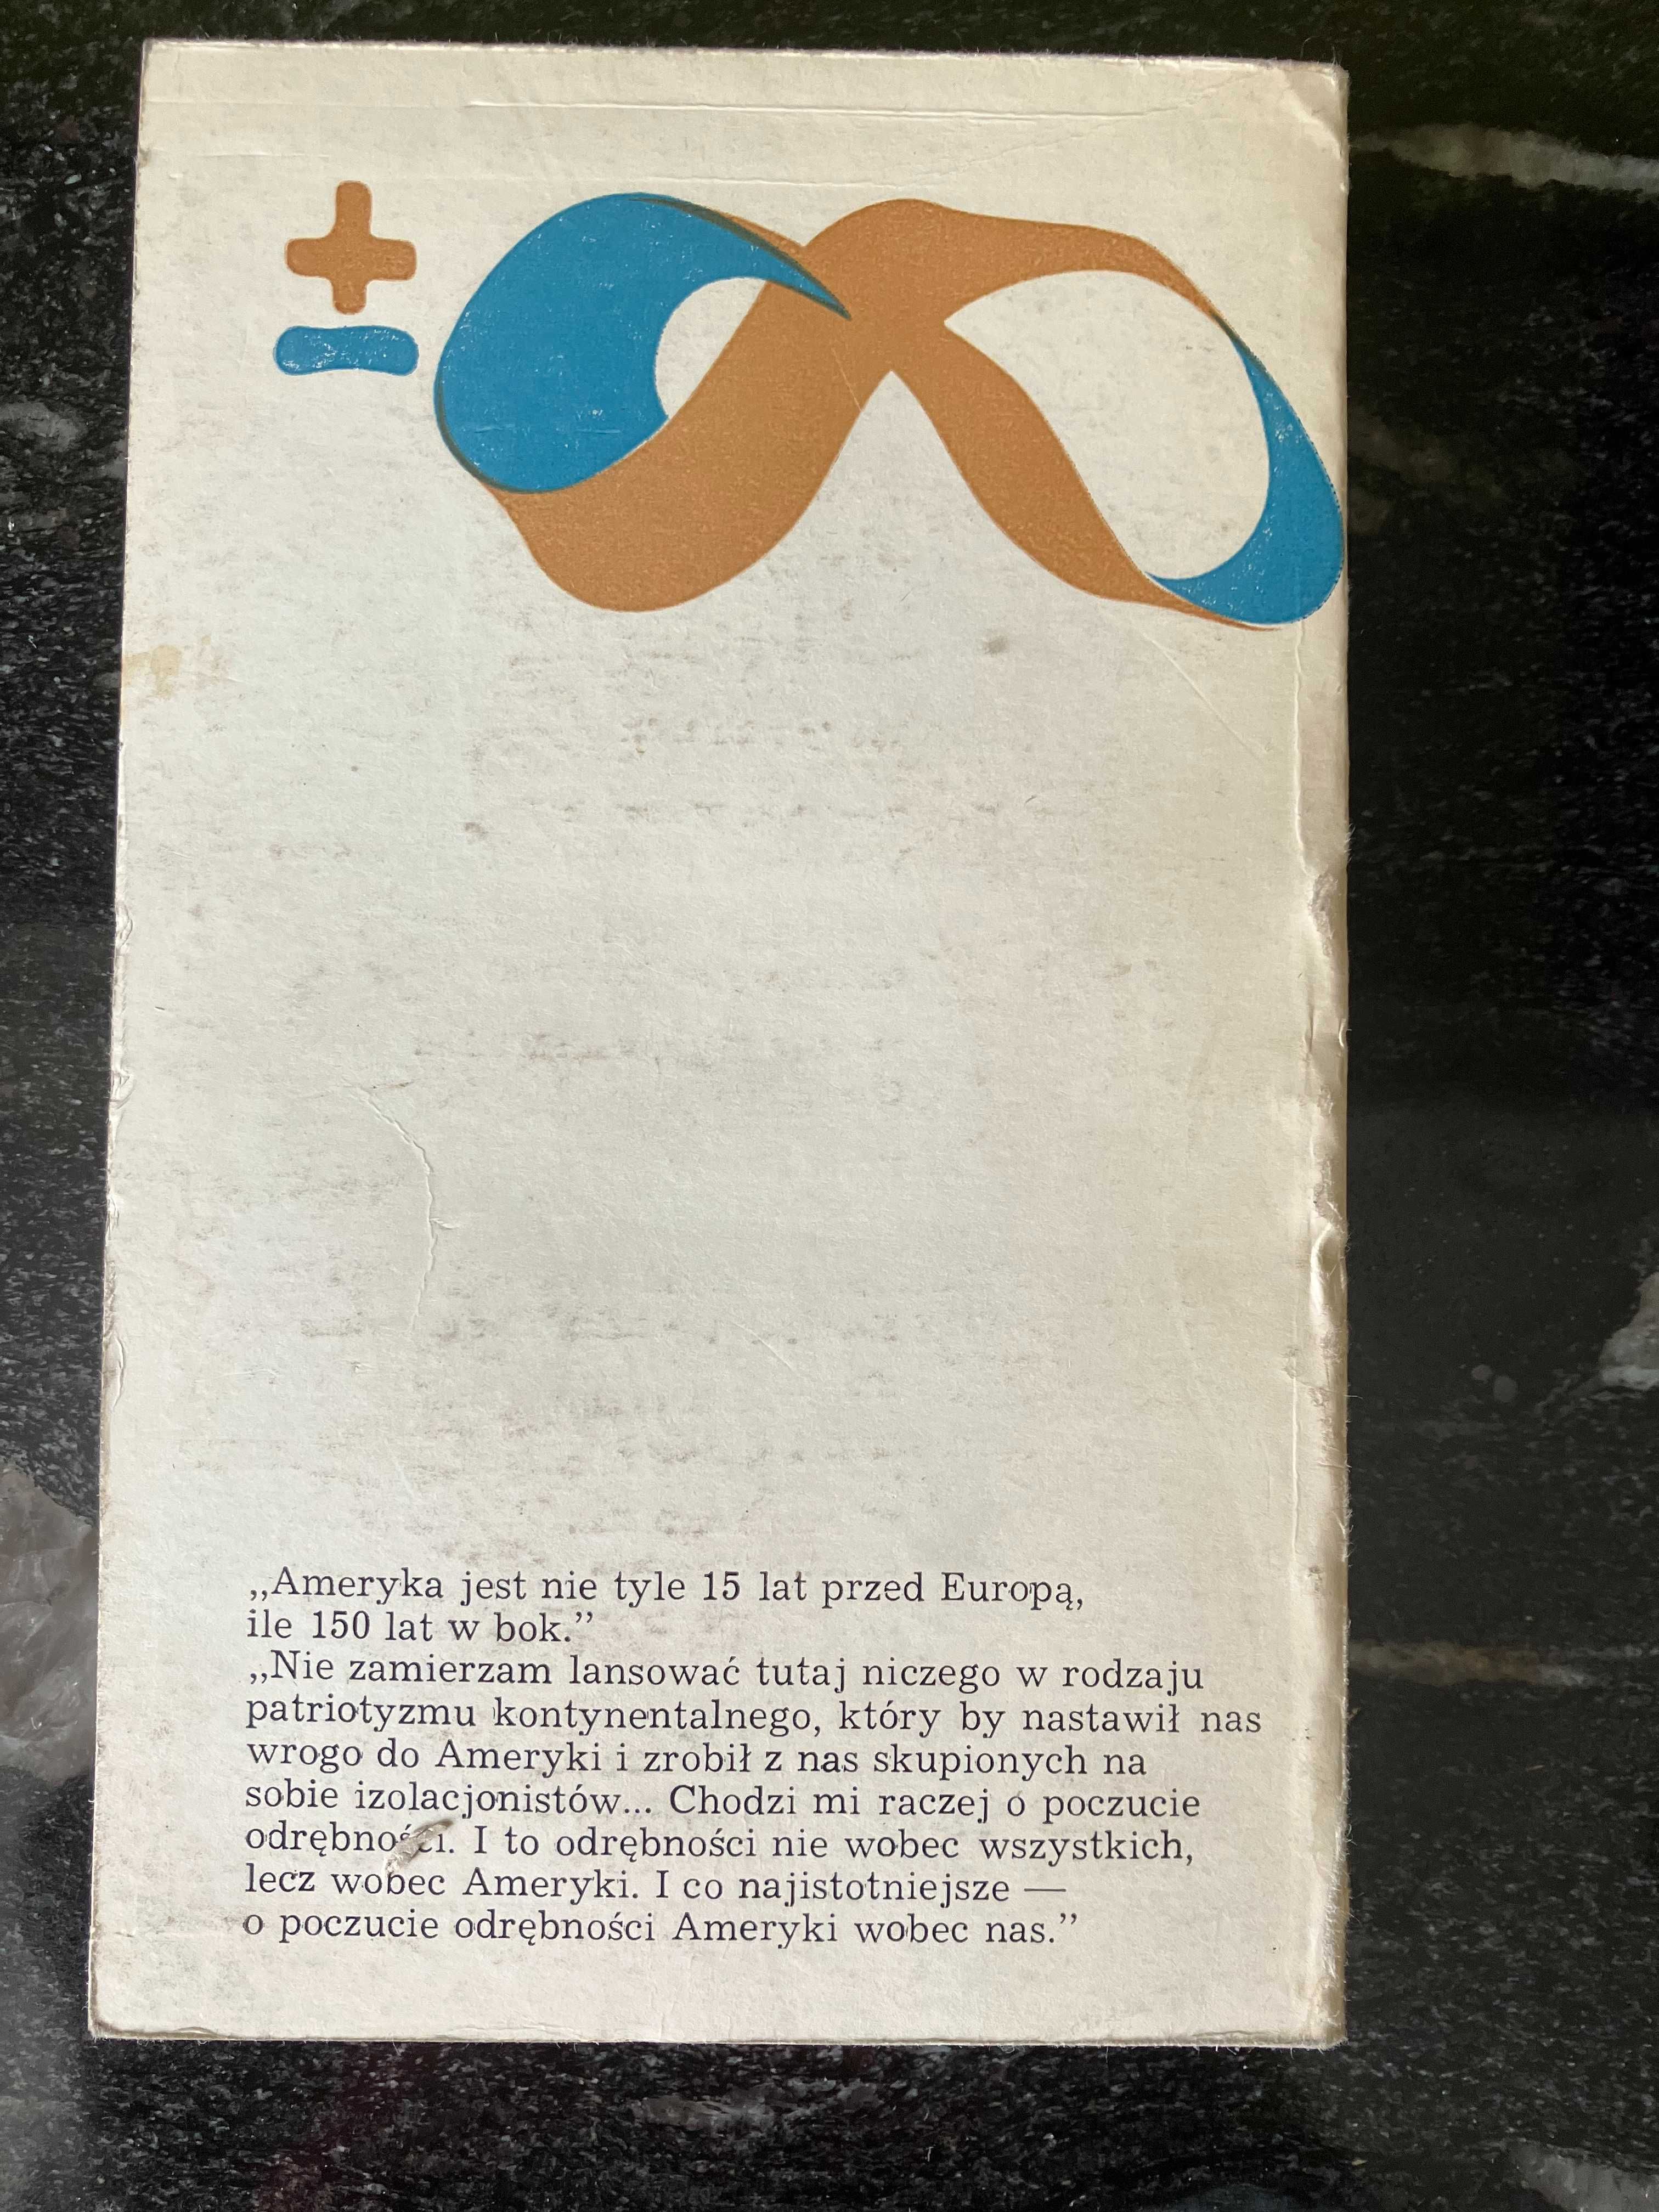 ±
„Ameryka jest nie tyle 15 lat przed Europą,
ile 150 lat w bok.”
„Nie zamierzam lansować tutaj niczego w rodzaju
patriotyzmu kontynentalnego, który by nastawił nas
wrogo do Ameryki i zrobił z nas skupionych na
sobie izolacjonistów... Chodzi mi raczej o poczucie
odrębności. I to odrębności nie wobec wszystkich,
lecz wobec Ameryki. I co najistotniejsze —
o poczucie odrębności Ameryki wobec nas.”